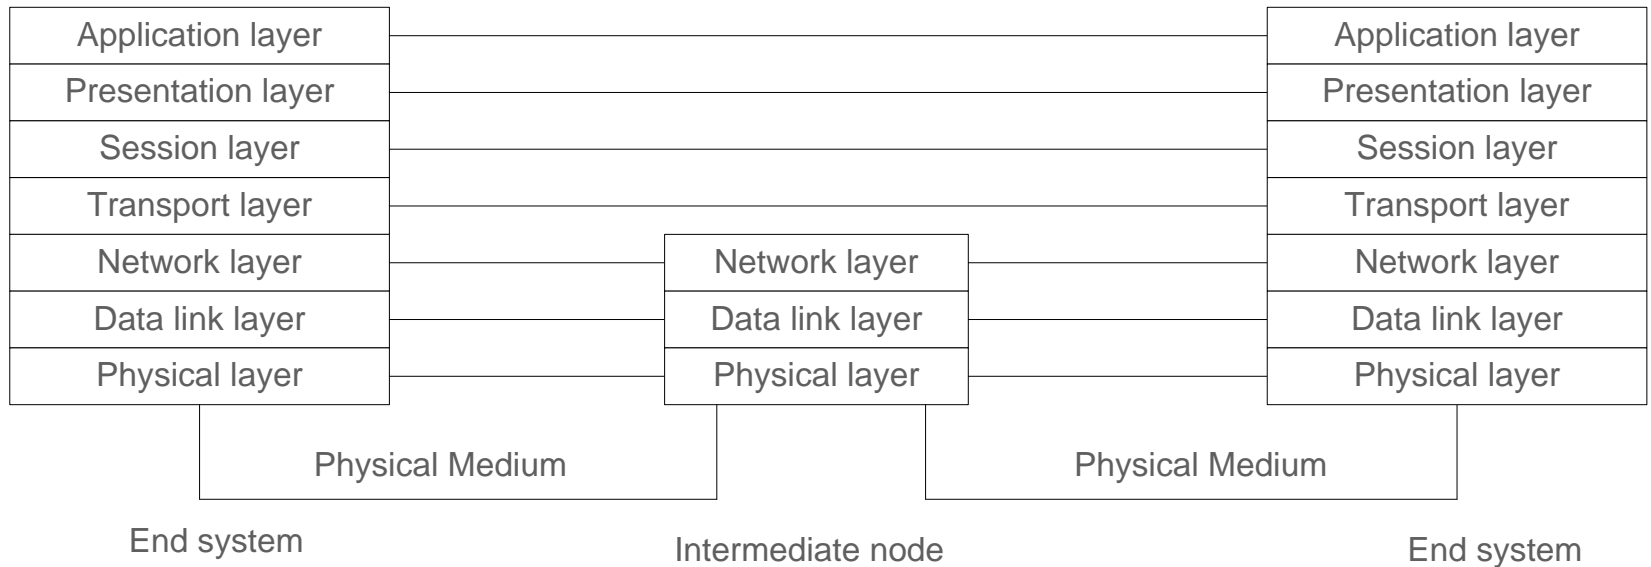 Application layer
Presentation layer
Session layer
Transport layer
Network layer
Data link layer
Physical layer
Network layer
Data link layer
Physical layer
Application layer
Presentation layer
Session layer
Transport layer
Network layer
Data link layer
Physical layer
Physical Medium
Physical Medium
End system
Intermediate node
End system